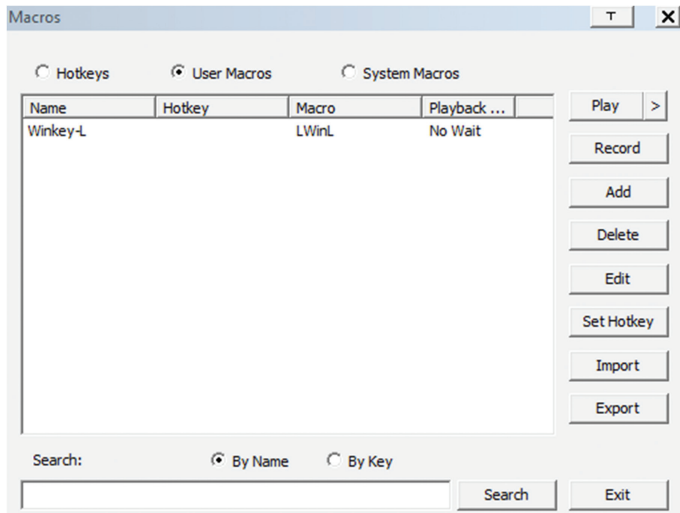 Macros T X
Hotkeys User Macros System Macros
Name Hotkey Macro Playback ... Play >
Winkey-L LWinL No Wait
Record
Add
Delete
Edit
Set Hotkey
Import
Export
Search: By Name By Key
Search Exit